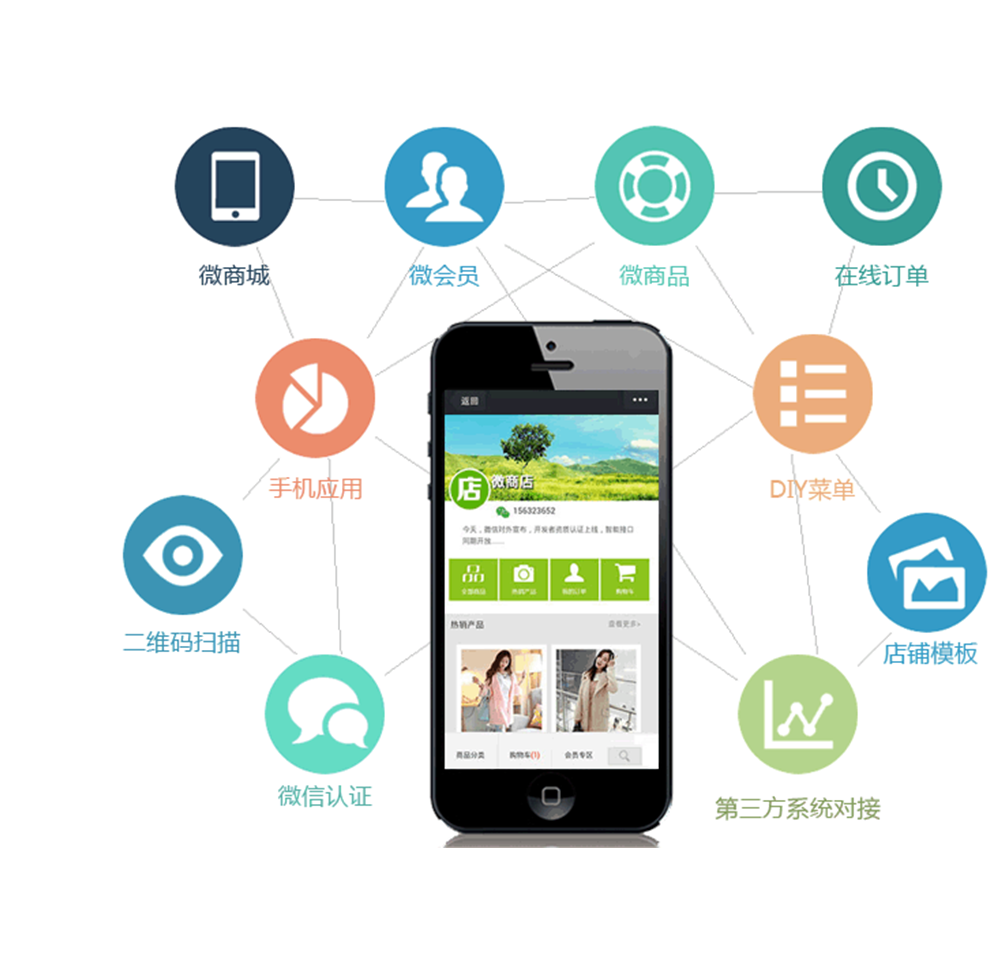 微商城
微会员
微商品
在线订单
手机应用
DIY菜单
二维码扫描
店铺模板
微信认证
第三方系统对接
返回
店
微商店
156323652
今天，微信对外宣布，开发者资质认证上线，智能接口
同期开放......
全部商品
热销产品
我的订单
购物车
热销产品
查看更多>
商品分类
购物车(1)
会员专区